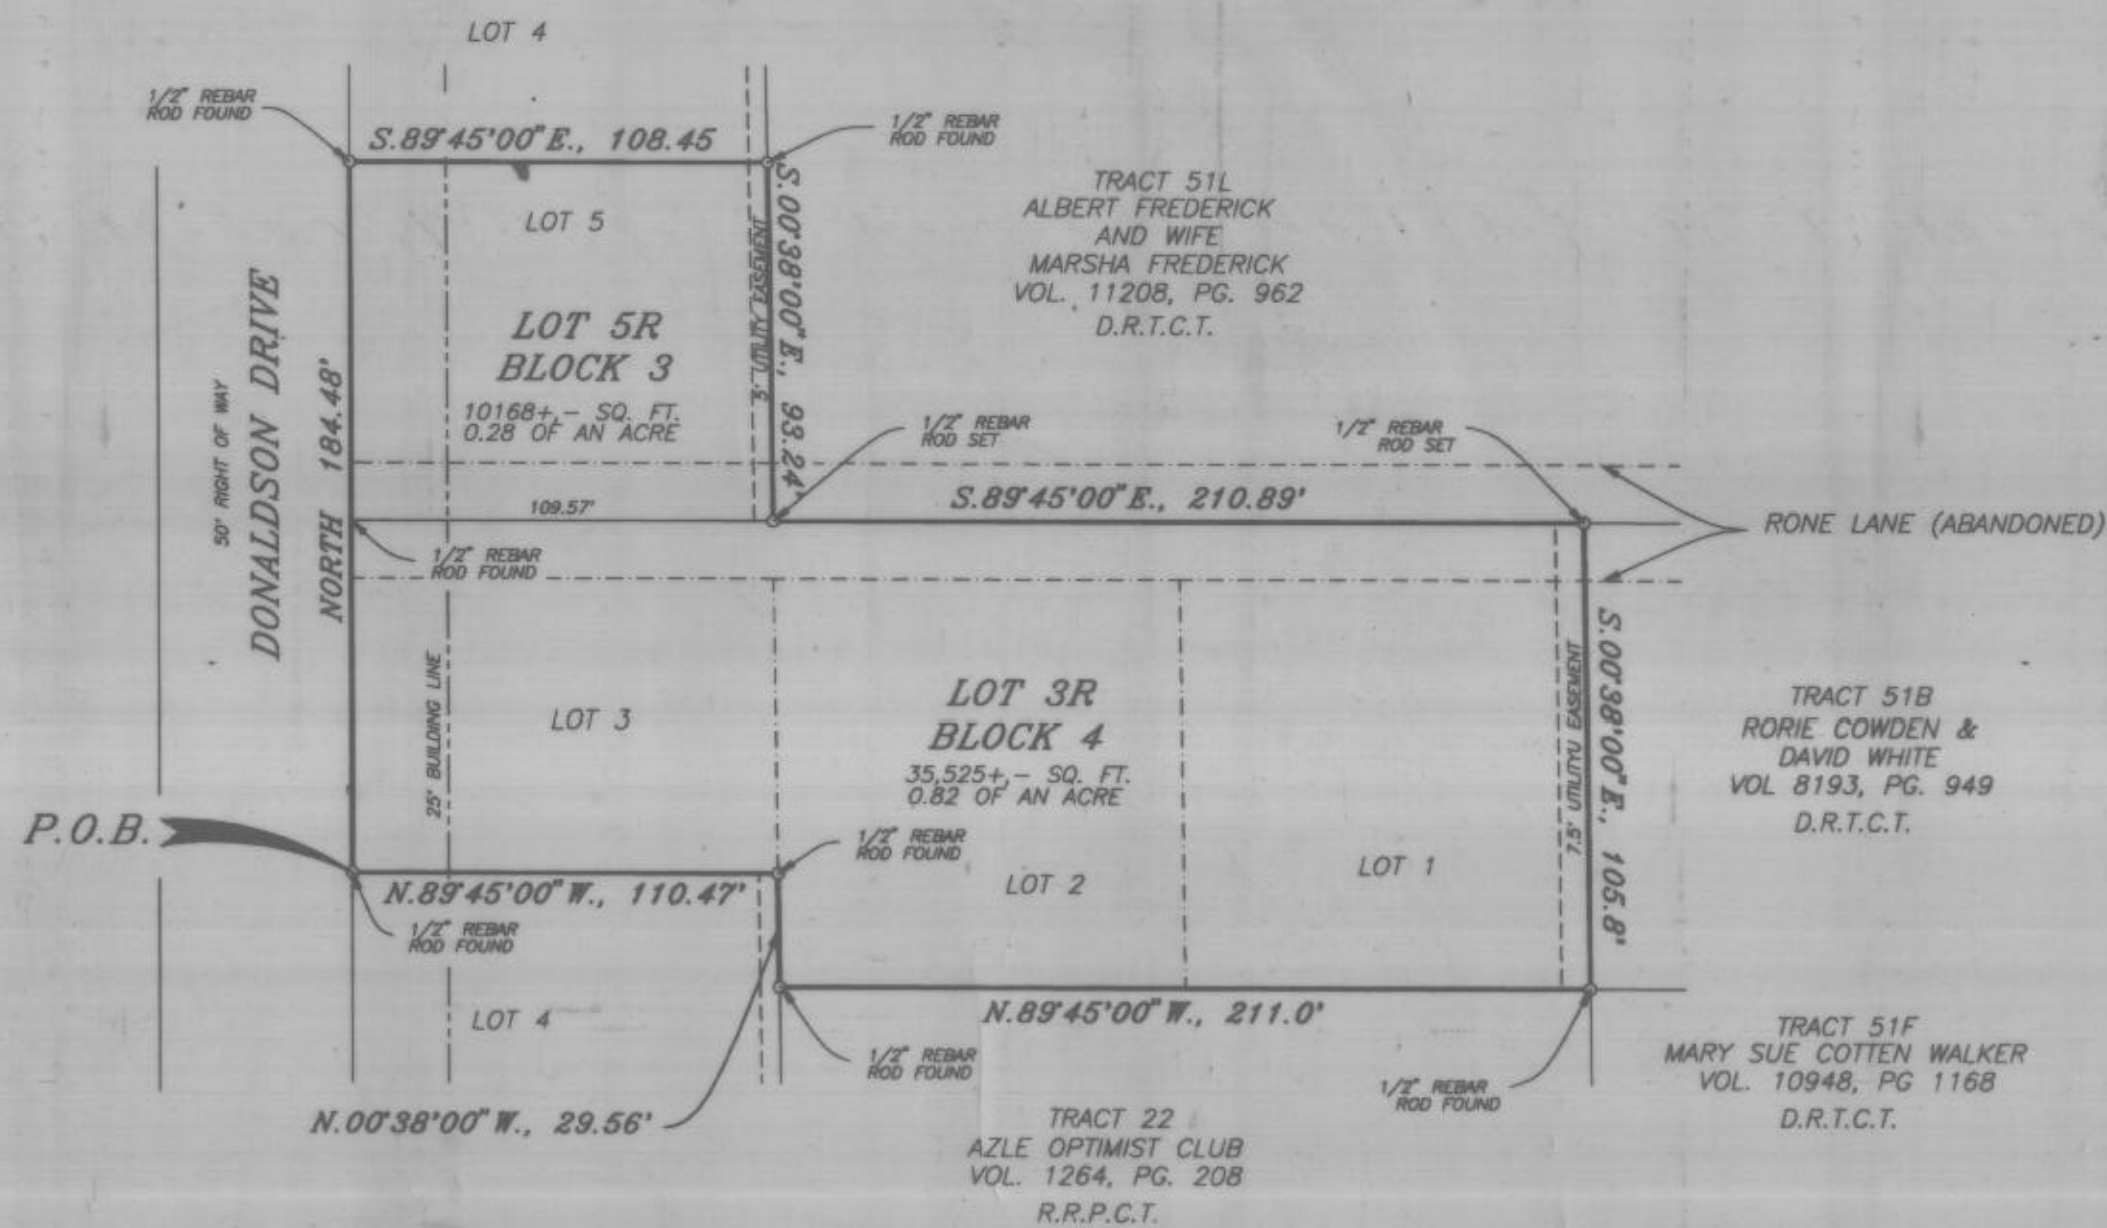 LOT 4
1/2" REBAR
ROD FOUND
S.89°45'00"E., 108.45
1/2" REBAR
ROD FOUND
LOT 5
S.00°38'00"E., 93.24'
TRACT 51L
ALBERT FREDERICK
AND WIFE
MARSHA FREDERICK
VOL. 11208, PG. 962
D.R.T.C.T.
50' RIGHT OF WAY
DONALDSON DRIVE
NORTH 184.48'
LOT 5R
BLOCK 3
10168+,- SQ. FT.
0.28 OF AN ACRE
5' UTILITY EASEMENT
1/2" REBAR
ROD SET
1/2" REBAR
ROD SET
S.89°45'00"E., 210.89'
109.57'
RONE LANE (ABANDONED)
1/2" REBAR
ROD FOUND
25' BUILDING LINE
LOT 3
LOT 3R
BLOCK 4
35,525+,- SQ. FT.
0.82 OF AN ACRE
7.5' UTILITYU EASEMENT
S.00°38'00"E., 105.8'
TRACT 51B
RORIE COWDEN &
DAVID WHITE
VOL 8193, PG. 949
D.R.T.C.T.
P.O.B.
1/2" REBAR
ROD FOUND
LOT 2
LOT 1
N.89°45'00"W., 110.47'
1/2" REBAR
ROD FOUND
LOT 4
N.89°45'00"W., 211.0'
1/2" REBAR
ROD FOUND
1/2" REBAR
ROD FOUND
TRACT 51F
MARY SUE COTTEN WALKER
VOL. 10948, PG 1168
D.R.T.C.T.
N.00°38'00"W., 29.56'
TRACT 22
AZLE OPTIMIST CLUB
VOL. 1264, PG. 208
R.R.P.C.T.